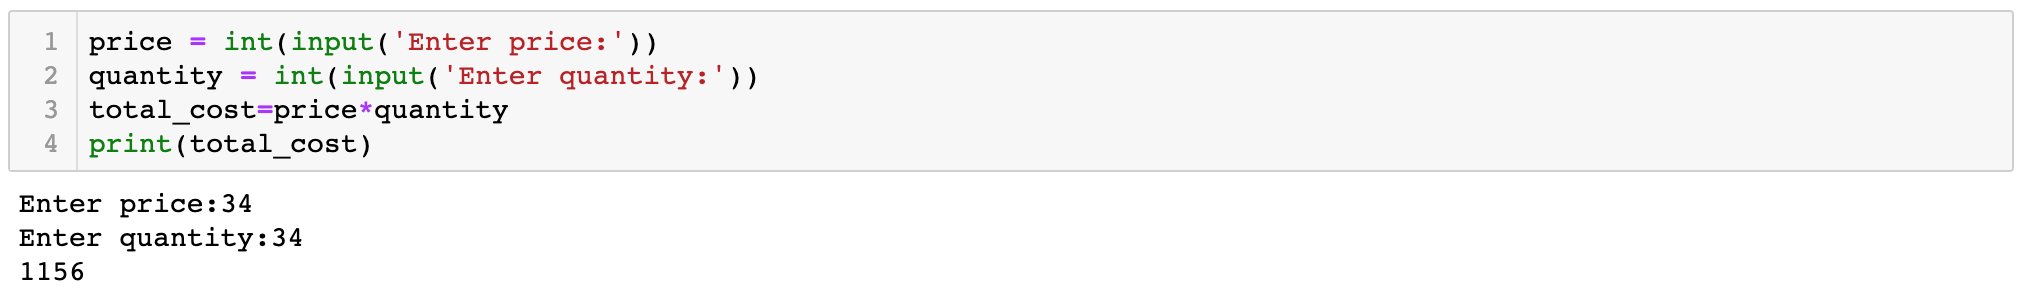 1 price = int(input('Enter price:'))
2 quantity = int(input('Enter quantity:'))
3 total_cost=price*quantity
4 print(total_cost)
Enter price:34
Enter quantity:34
1156